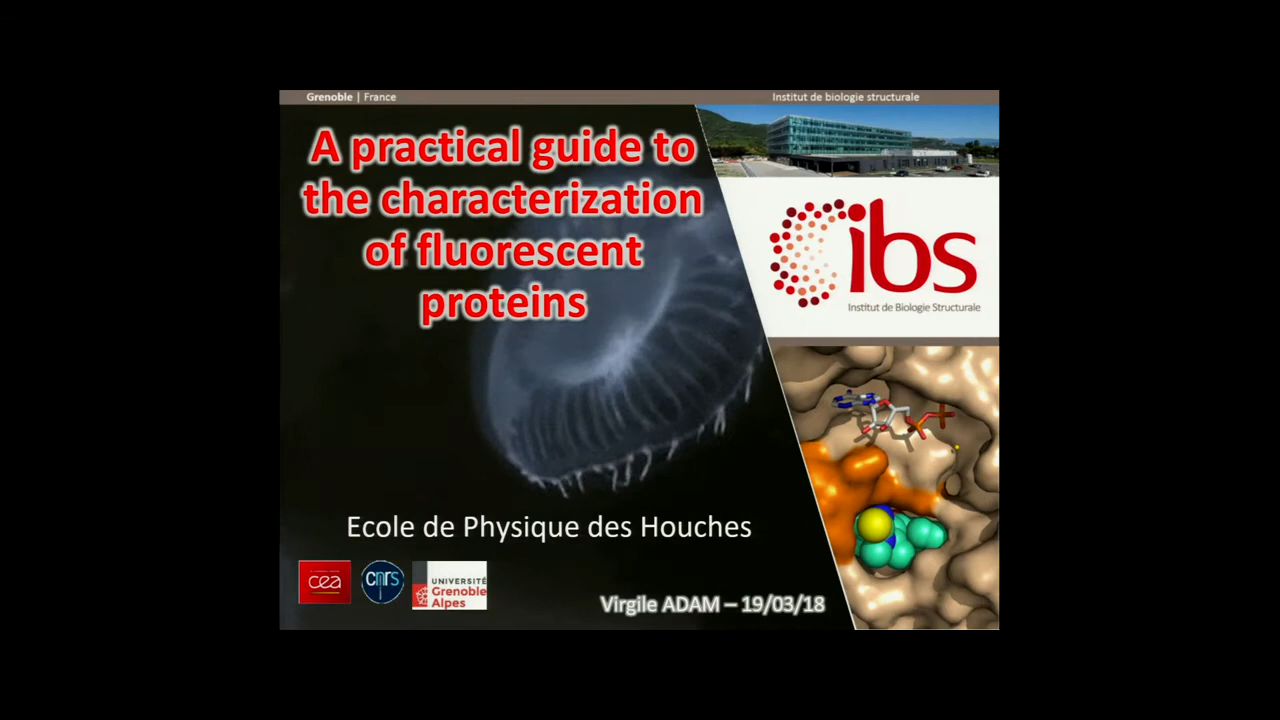 Grenoble | France
Institut de biologie structurale
A practical guide to
the characterization
of fluorescent
proteins
ibs
Institut de Biologie Structurale
Ecole de Physique des Houches
cea
cnrs
UNIVERSITÉ
Grenoble
Alpes
Virgile ADAM – 19/03/18